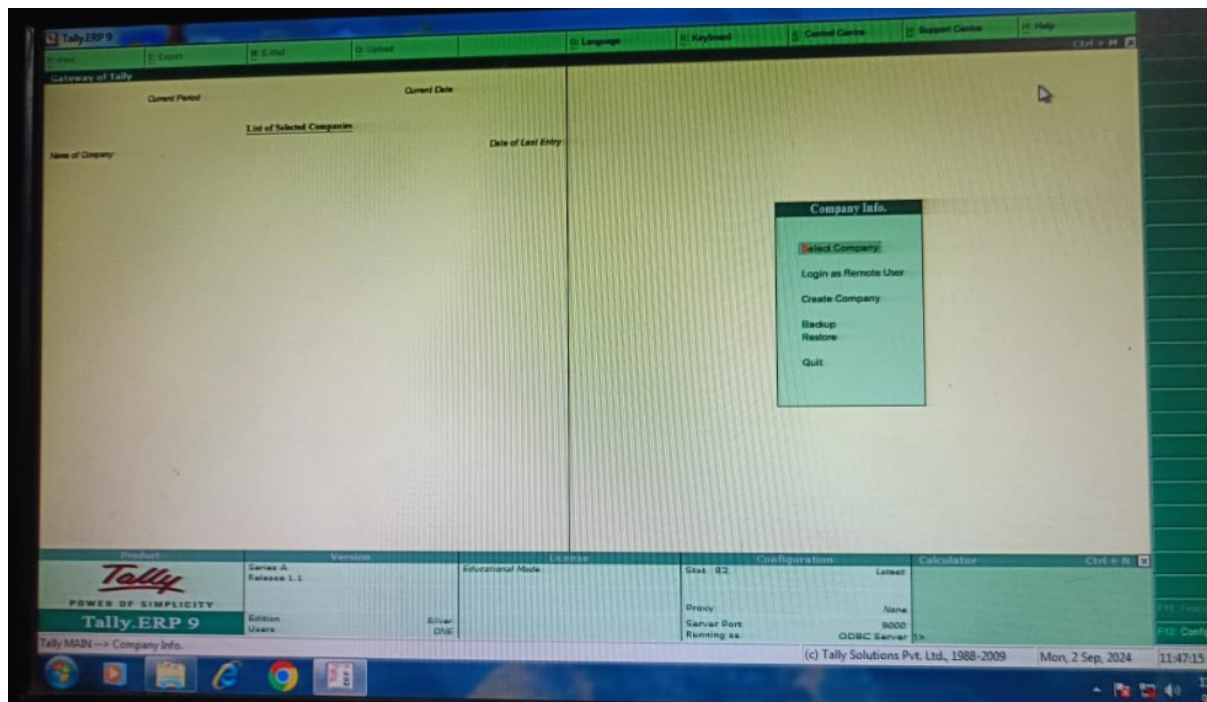 Tally.ERP 9
P: Print E: Export M: E-Mail O: Upload G: Language K: Keyboard Control Centre Support Centre H: Help
Gateway of Tally Ctrl + M
Current Period Current Date
List of Selected Companies
Name of Company Date of Last Entry
Company Info.
Select Company
Login as Remote User
Create Company
Backup
Restore
Quit
Product Version License Configuration Calculator Ctrl + N
Tally
POWER OF SIMPLICITY
Tally.ERP 9
Series A
Release 1.1
Edition Silver
Users ONE
Educational Mode
Latest
Proxy None
Server Port 9000
Running as ODBC Server
1>
F12: Confi
Tally MAIN --> Company Info.
(c) Tally Solutions Pvt. Ltd., 1988-2009 Mon, 2 Sep, 2024 11:47:15